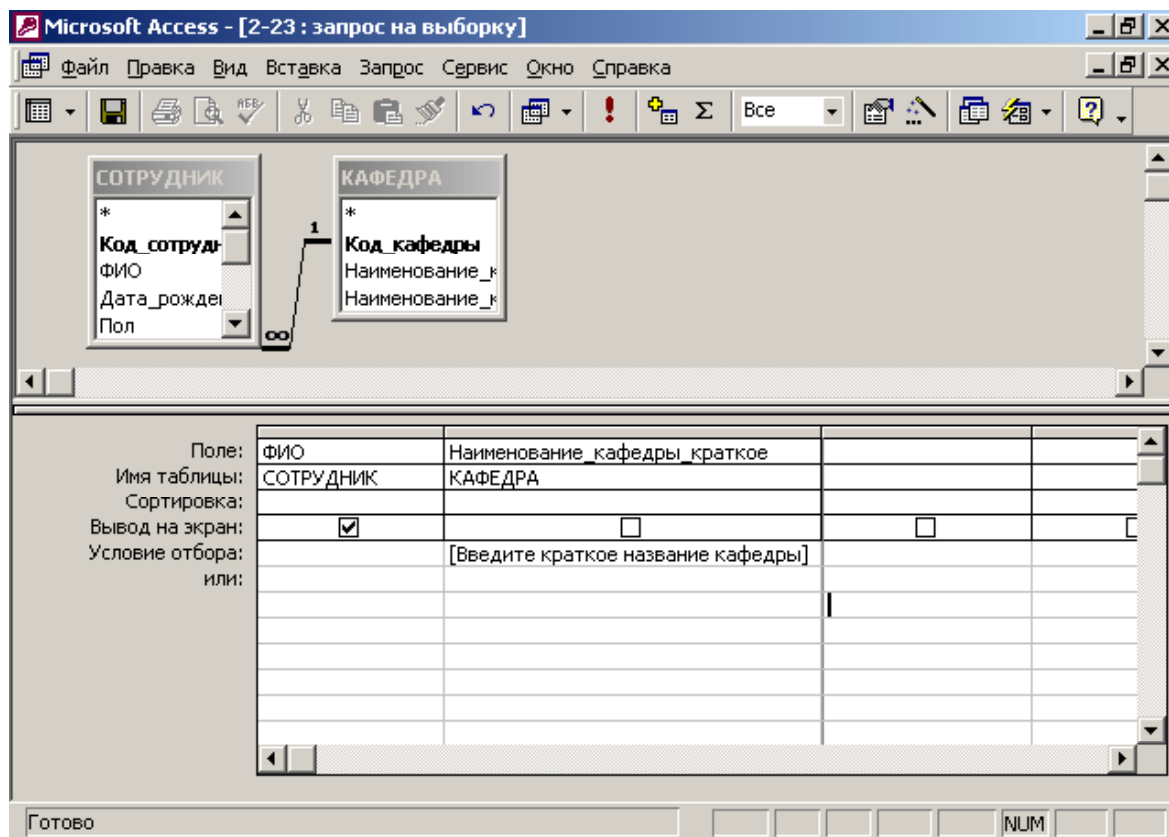 Microsoft Access - [2-23 : запрос на выборку]
Файл Правка Вид Вставка Запрос Сервис Окно Справка
Все
СОТРУДНИК КАФЕДРА
* *
Код_сотрудн 1 Код_кафедры
ФИО Наименование_к
Дата_рожден Наименование_к
Пол
∞
Поле: ФИО Наименование_кафедры_краткое
Имя таблицы: СОТРУДНИК КАФЕДРА
Сортировка:
Вывод на экран:
Условие отбора: [Введите краткое название кафедры]
или:
Готово NUM